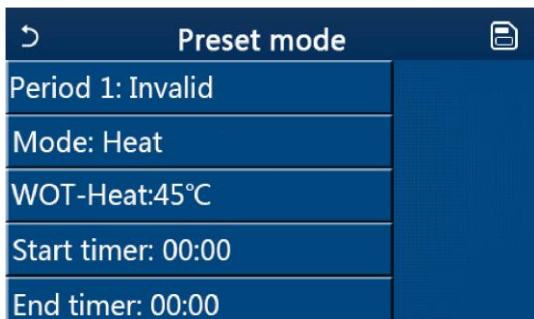 Preset mode
Period 1: Invalid
Mode: Heat
WOT-Heat:45℃
Start timer: 00:00
End timer: 00:00